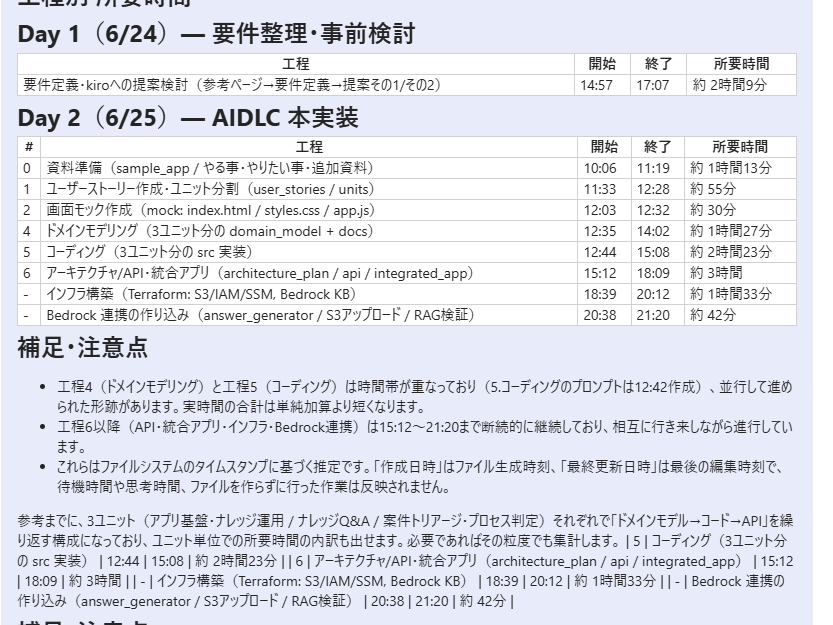 工程別 所要時間
Day 1（6/24）— 要件整理・事前検討
工程 開始 終了 所要時間
要件定義・kiroへの提案検討（参考ページ→要件定義→提案その1/その2） 14:57 17:07 約 2時間9分
Day 2（6/25）— AIDLC 本実装
# 工程 開始 終了 所要時間
0 資料準備（sample_app / やる事・やりたい事・追加資料） 10:06 11:19 約 1時間13分
1 ユーザーストーリー作成・ユニット分割（user_stories / units） 11:33 12:28 約 55分
2 画面モック作成（mock: index.html / styles.css / app.js） 12:03 12:32 約 30分
4 ドメインモデリング（3ユニット分の domain_model + docs） 12:35 14:02 約 1時間27分
5 コーディング（3ユニット分の src 実装） 12:44 15:08 約 2時間23分
6 アーキテクチャ/API・統合アプリ（architecture_plan / api / integrated_app） 15:12 18:09 約 3時間
- インフラ構築（Terraform: S3/IAM/SSM, Bedrock KB） 18:39 20:12 約 1時間33分
- Bedrock 連携の作り込み（answer_generator / S3アップロード / RAG検証） 20:38 21:20 約 42分
補足・注意点
• 工程4（ドメインモデリング）と工程5（コーディング）は時間帯が重なっており（5.コーディングのプロンプトは12:42作成）、並行して進め
られた形跡があります。実時間の合計は単純加算より短くなります。
• 工程6以降（API・統合アプリ・インフラ・Bedrock連携）は15:12〜21:20まで断続的に継続しており、相互に行き来しながら進行してい
ます。
• これらはファイルシステムのタイムスタンプに基づく推定です。「作成日時」はファイル生成時刻、「最終更新日時」は最後の編集時刻で、
待機時間や思考時間、ファイルを作らずに行った作業は反映されません。
参考までに、3ユニット（アプリ基盤・ナレッジ運用 / ナレッジQ&A / 案件トリアージ・プロセス判定）それぞれで「ドメインモデル→コード→API」を繰
り返す構成になっており、ユニット単位での所要時間の内訳も出せます。必要であればその粒度でも集計します。 | 5 | コーディング（3ユニット分
の src 実装） | 12:44 | 15:08 | 約 2時間23分 | | 6 | アーキテクチャ/API・統合アプリ（architecture_plan / api / integrated_app） | 15:12
| 18:09 | 約 3時間 | | - | インフラ構築（Terraform: S3/IAM/SSM, Bedrock KB） | 18:39 | 20:12 | 約 1時間33分 | | - | Bedrock 連携の
作り込み（answer_generator / S3アップロード / RAG検証） | 20:38 | 21:20 | 約 42分 |
補足・注意点